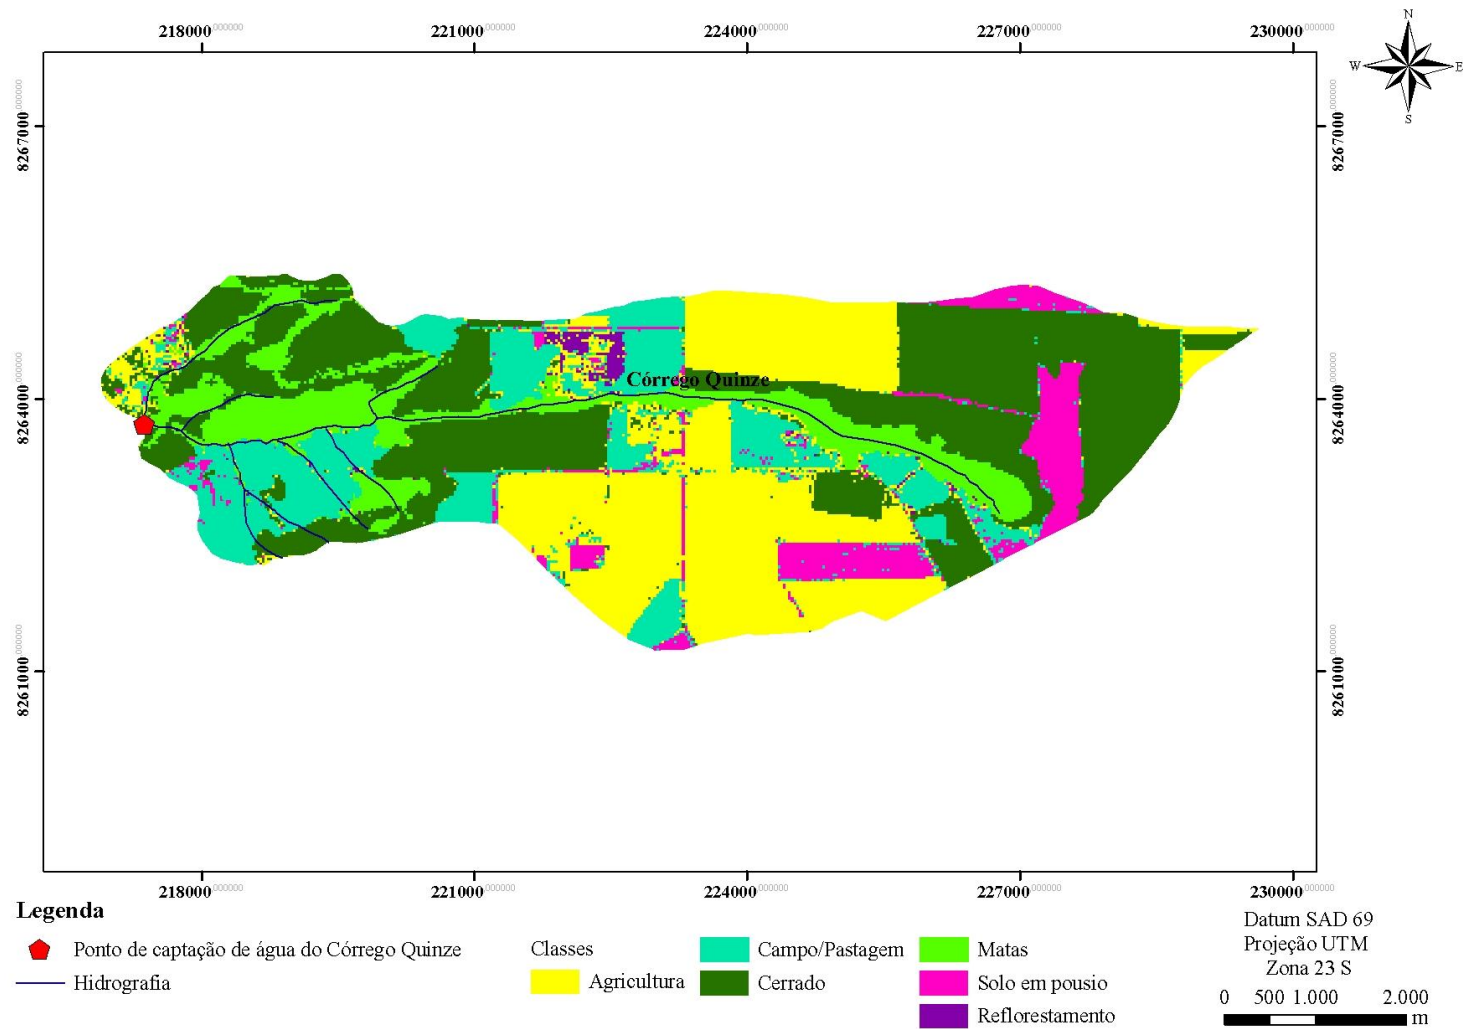 218000,000000 221000,000000 224000,000000 227000,000000 230000,000000
N
W E
S
8267000,000000 8267000,000000
8264000,000000 8264000,000000
8261000,000000 8261000,000000
Córrego Quinze
218000,000000 221000,000000 224000,000000 227000,000000 230000,000000
Legenda
Ponto de captação de água do Córrego Quinze
Hidrografia
Classes
Agricultura
Campo/Pastagem
Cerrado
Matas
Solo em pousio
Reflorestamento
Datum SAD 69
Projeção UTM
Zona 23 S
0 500 1.000 2.000
m